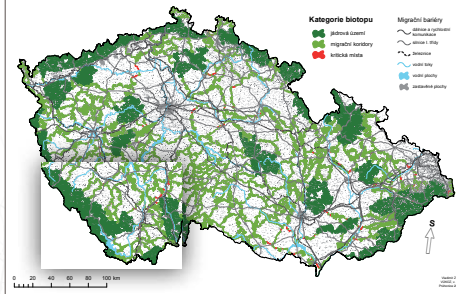 Kategorie biotopu
jádrová území
migrační koridory
kritická místa
Migrační bariéry
dálnice a rychlostní
komunikace
silnice I. třídy
železnice
vodní toky
vodní plochy
zastavěné plochy
S
0 20 40 60 80 100 km